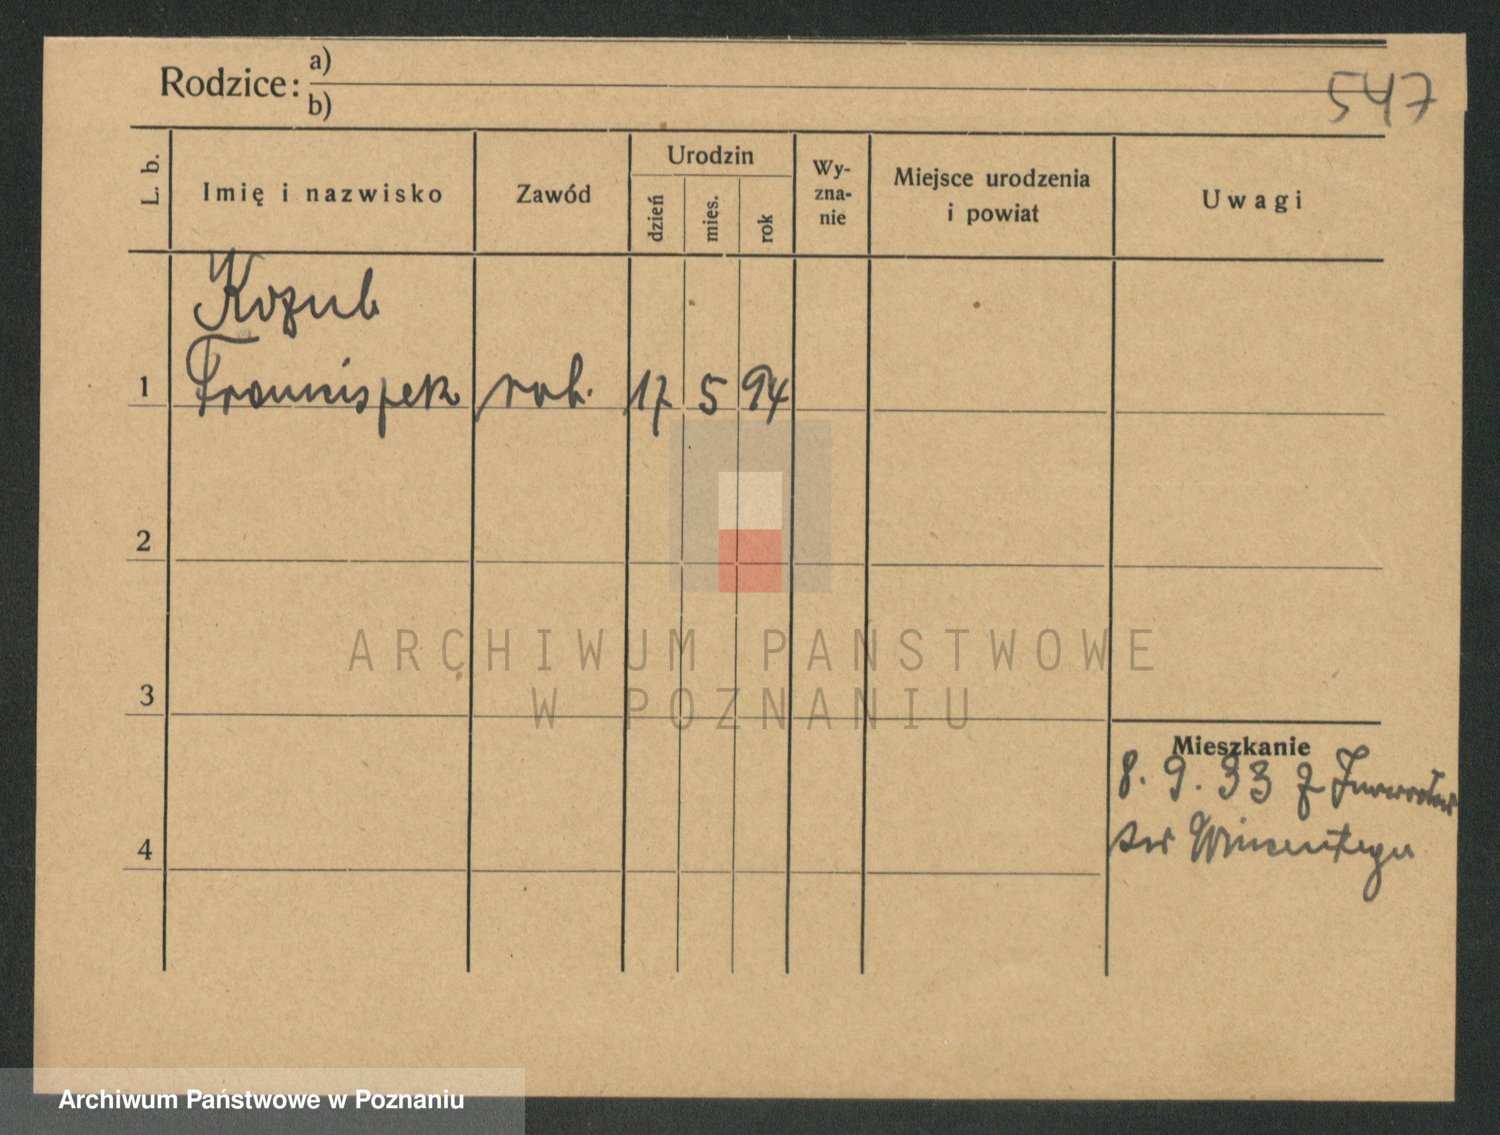 Rodzice: a)
b)
547
L. b.
Imię i nazwisko
Zawód
Urodzin
dzień
mies.
rok
Wy-
zna-
nie
Miejsce urodzenia
i powiat
Uwagi
Kozub
1 Franciszek rob. 17 5 94
2
3
4
Mieszkanie
8. 9. 33 z
Wincentego
ARCHIWUM PAŃSTWOWE
W POZNANIU
Archiwum Państwowe w Poznaniu